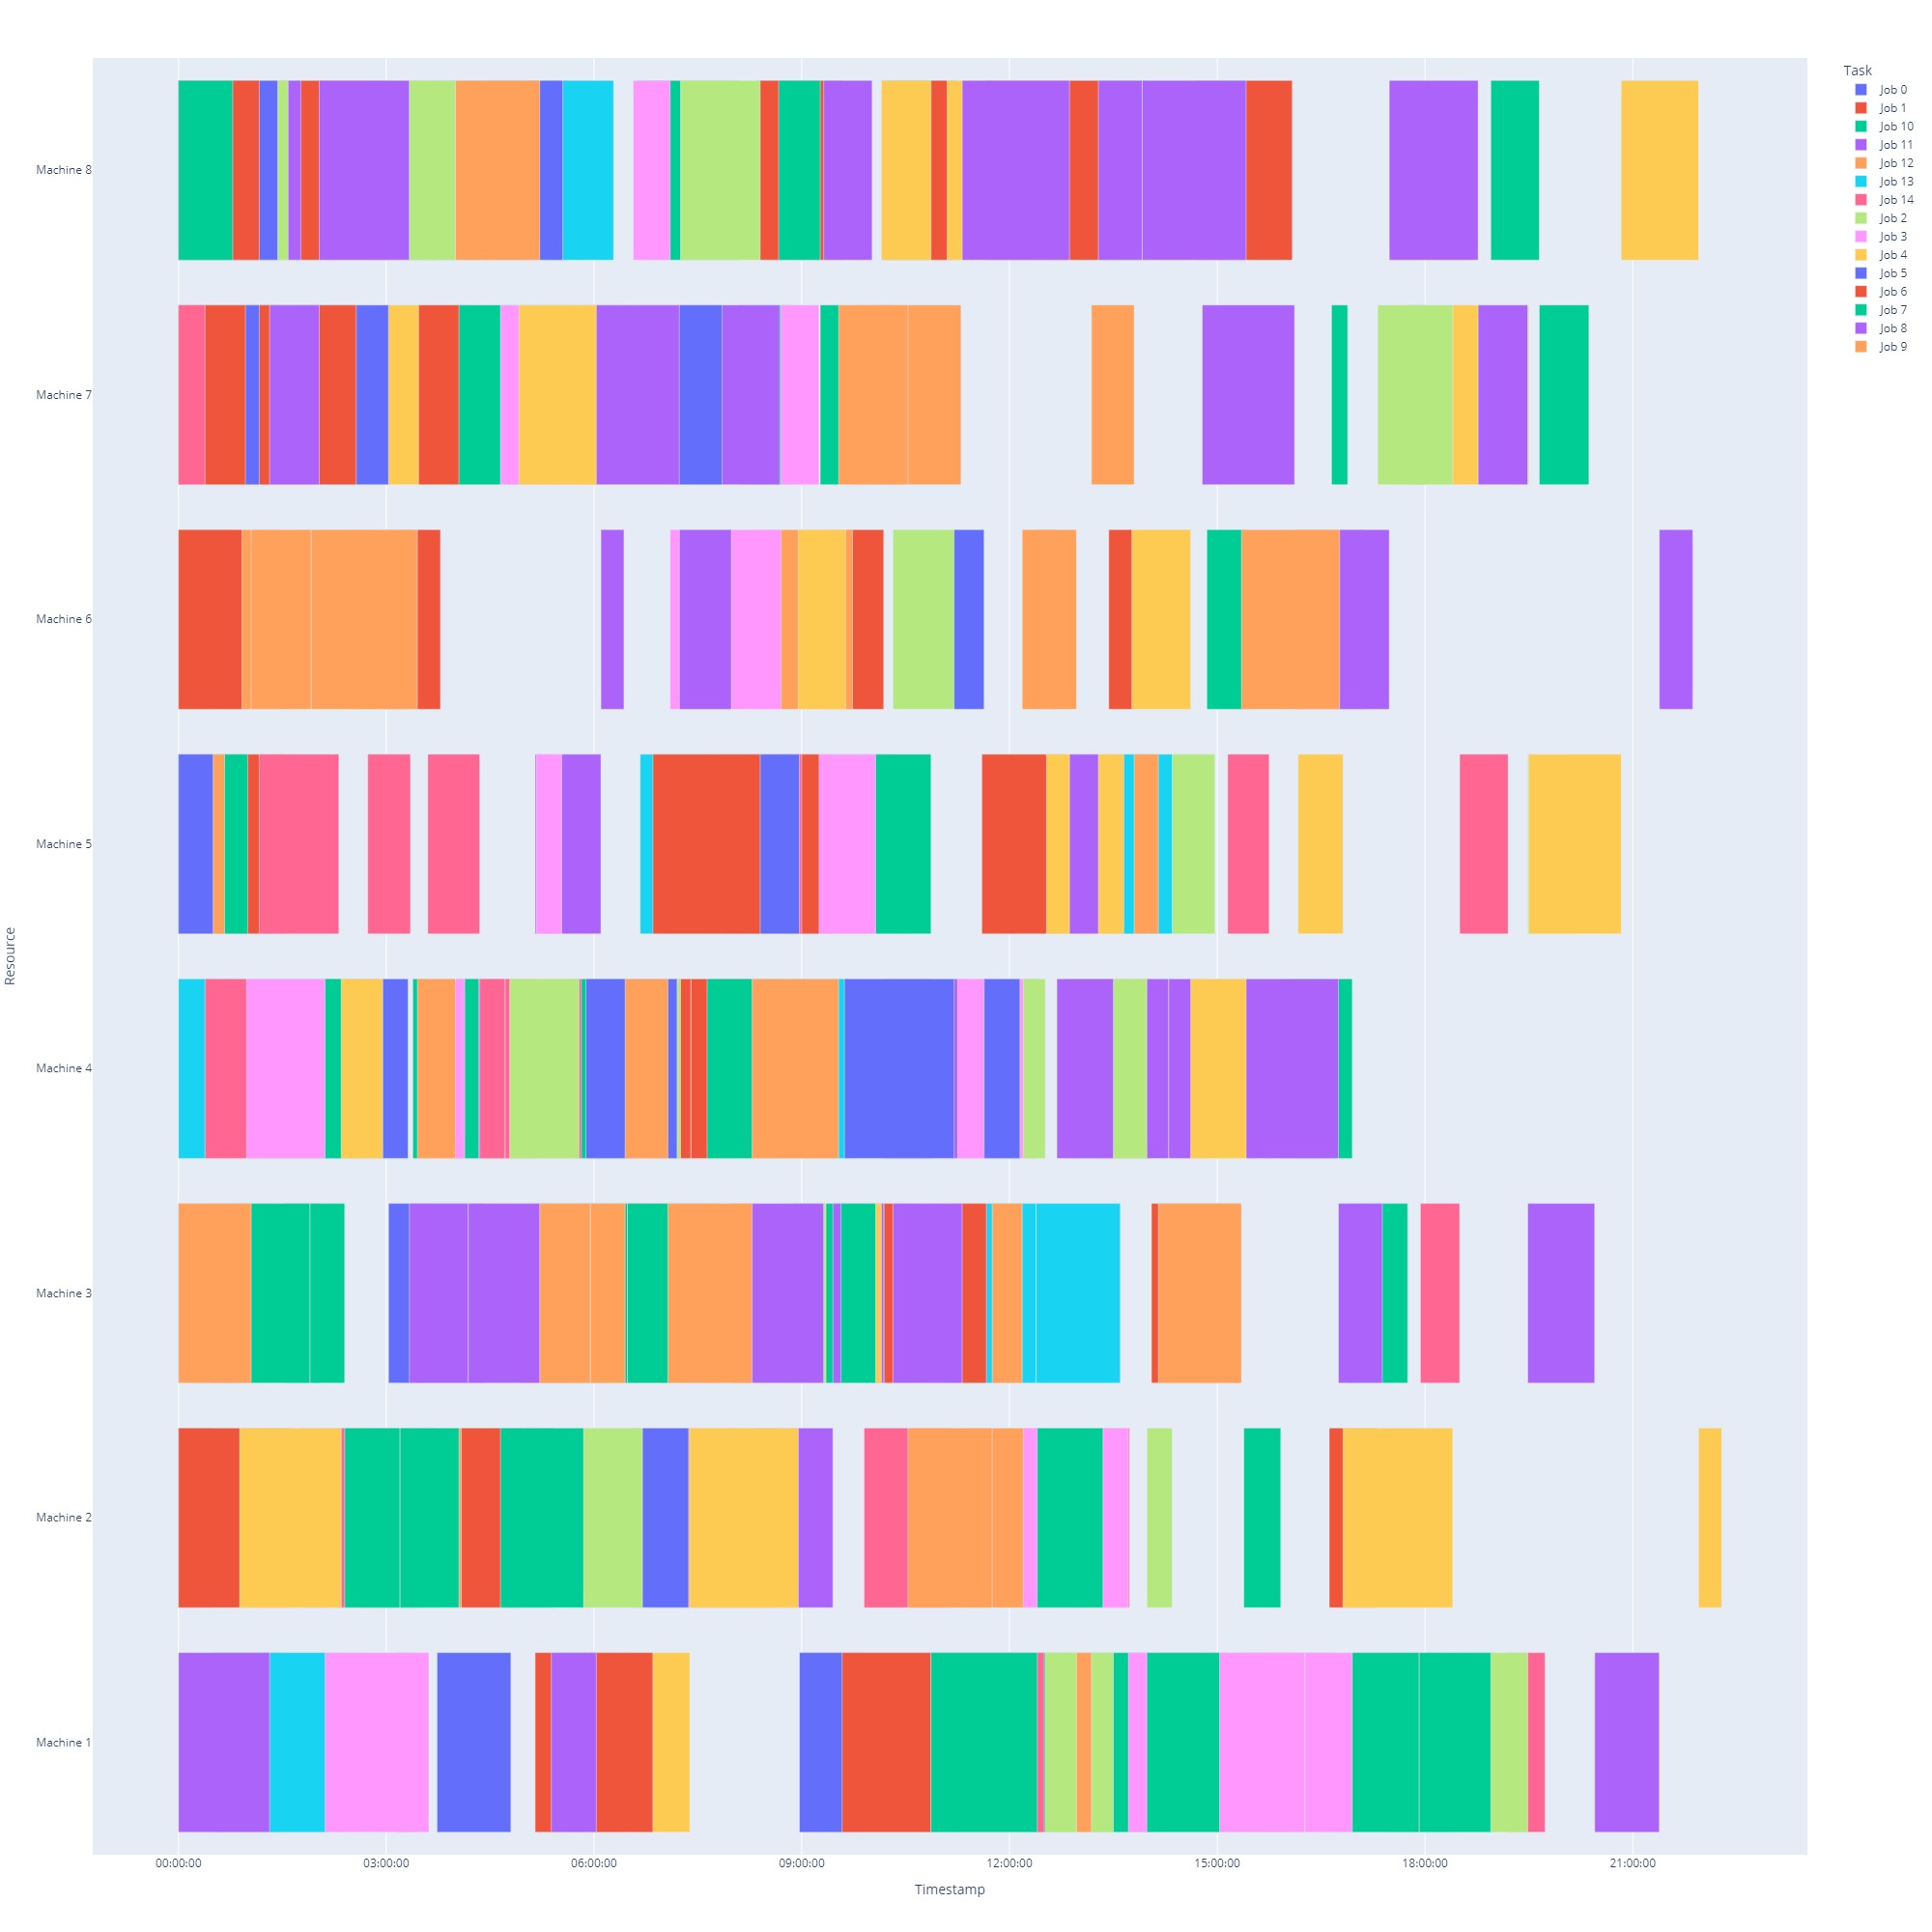 Task
Job 0
Job 1
Job 10
Job 11
Job 12
Job 13
Job 14
Job 2
Job 3
Job 4
Job 5
Job 6
Job 7
Job 8
Job 9
Resource
Machine 8
Machine 7
Machine 6
Machine 5
Machine 4
Machine 3
Machine 2
Machine 1
00:00:00 03:00:00 06:00:00 09:00:00 12:00:00 15:00:00 18:00:00 21:00:00
Timestamp